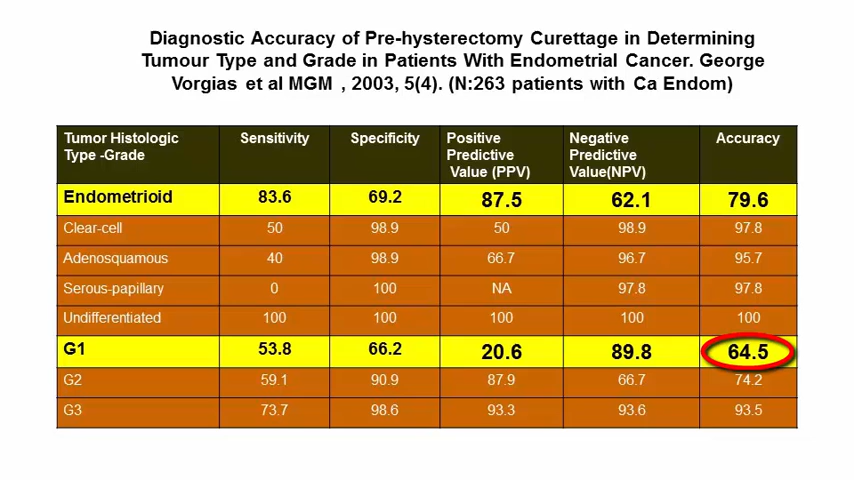 Diagnostic Accuracy of Pre-hysterectomy Curettage in Determining
Tumour Type and Grade in Patients With Endometrial Cancer. George
Vorgias et al MGM , 2003, 5(4). (N:263 patients with Ca Endom)
Tumor Histologic Type -Grade Sensitivity Specificity Positive Predictive Value (PPV) Negative Predictive Value(NPV) Accuracy
Endometrioid 83.6 69.2 87.5 62.1 79.6
Clear-cell 50 98.9 50 98.9 97.8
Adenosquamous 40 98.9 66.7 96.7 95.7
Serous-papillary 0 100 NA 97.8 97.8
Undifferentiated 100 100 100 100 100
G1 53.8 66.2 20.6 89.8 64.5
G2 59.1 90.9 87.9 66.7 74.2
G3 73.7 98.6 93.3 93.6 93.5